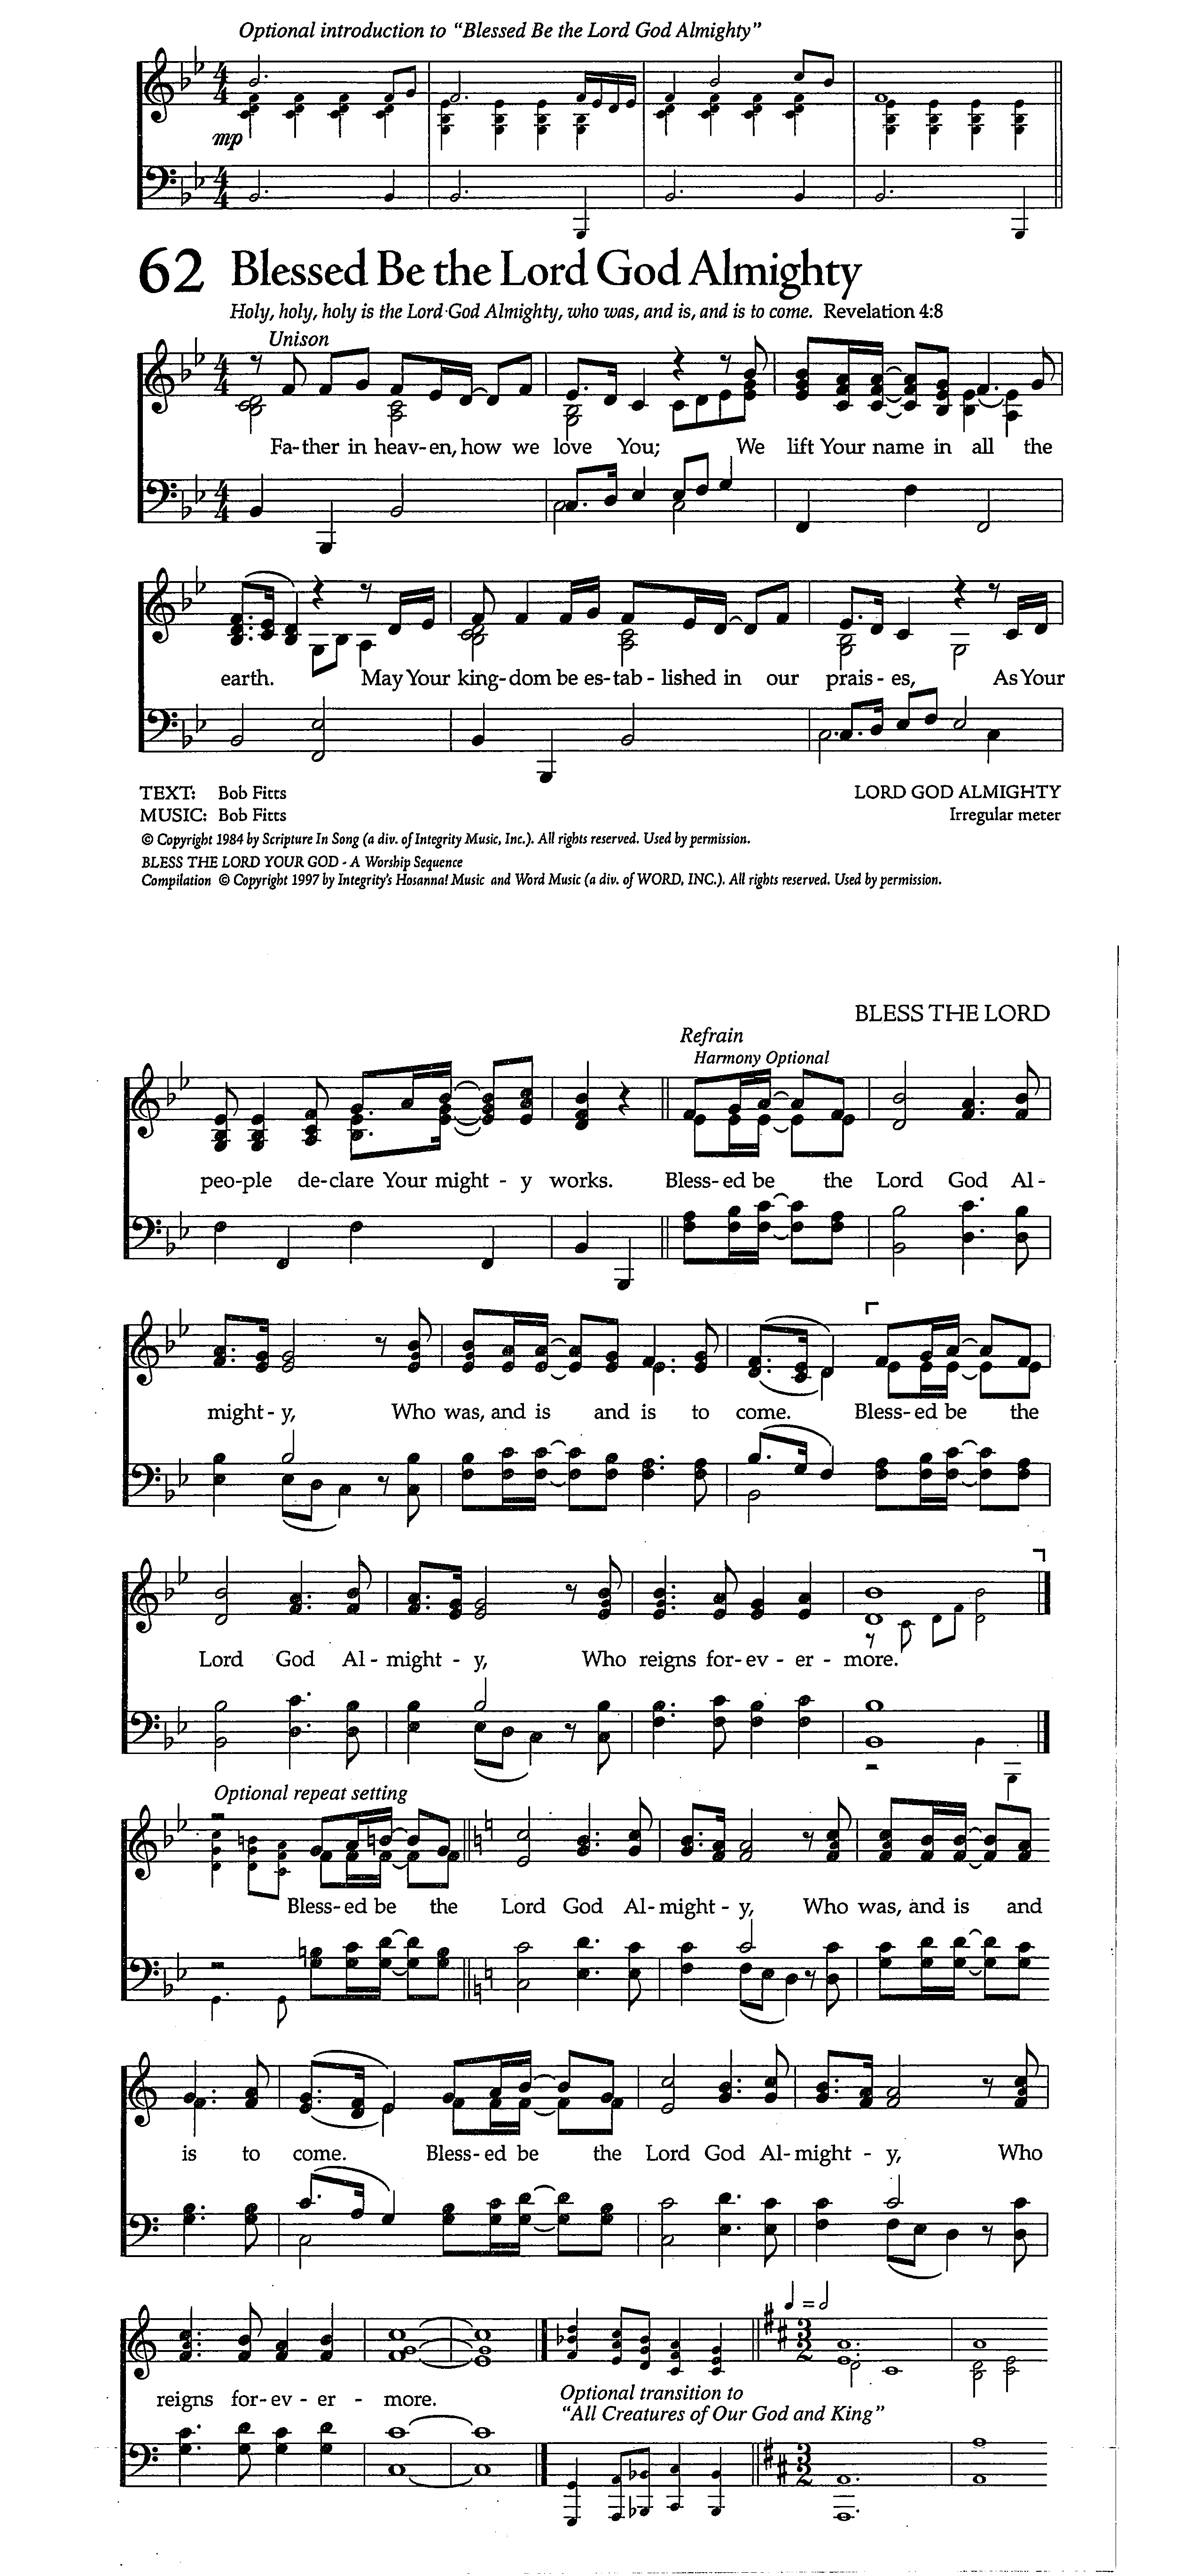 Optional introduction to “Blessed Be the Lord God Almighty”
mp
62 Blessed Be the Lord God Almighty
Holy, holy, holy is the Lord God Almighty, who was, and is, and is to come. Revelation 4:8
Unison
Fa-ther in heav-en, how we love You; We lift Your name in all the
earth. May Your king-dom be es-tab-lished in our prais-es, As Your
TEXT: Bob Fitts LORD GOD ALMIGHTY
MUSIC: Bob Fitts Irregular meter
© Copyright 1984 by Scripture In Song (a div. of Integrity Music, Inc.). All rights reserved. Used by permission.
BLESS THE LORD YOUR GOD - A Worship Sequence
Compilation © Copyright 1997 by Integrity's Hosanna! Music and Word Music (a div. of WORD, INC.). All rights reserved. Used by permission.
BLESS THE LORD
Refrain
Harmony Optional
peo-ple de-clare Your might-y works. Bless-ed be the Lord God Al-
might-y, Who was, and is and is to come. Bless-ed be the
Lord God Al-might-y, Who reigns for-ev-er-more.
Optional repeat setting
Bless-ed be the Lord God Al-might-y, Who was, and is and
is to come. Bless-ed be the Lord God Al-might-y, Who
reigns for-ev-er-more.
Optional transition to
“All Creatures of Our God and King”